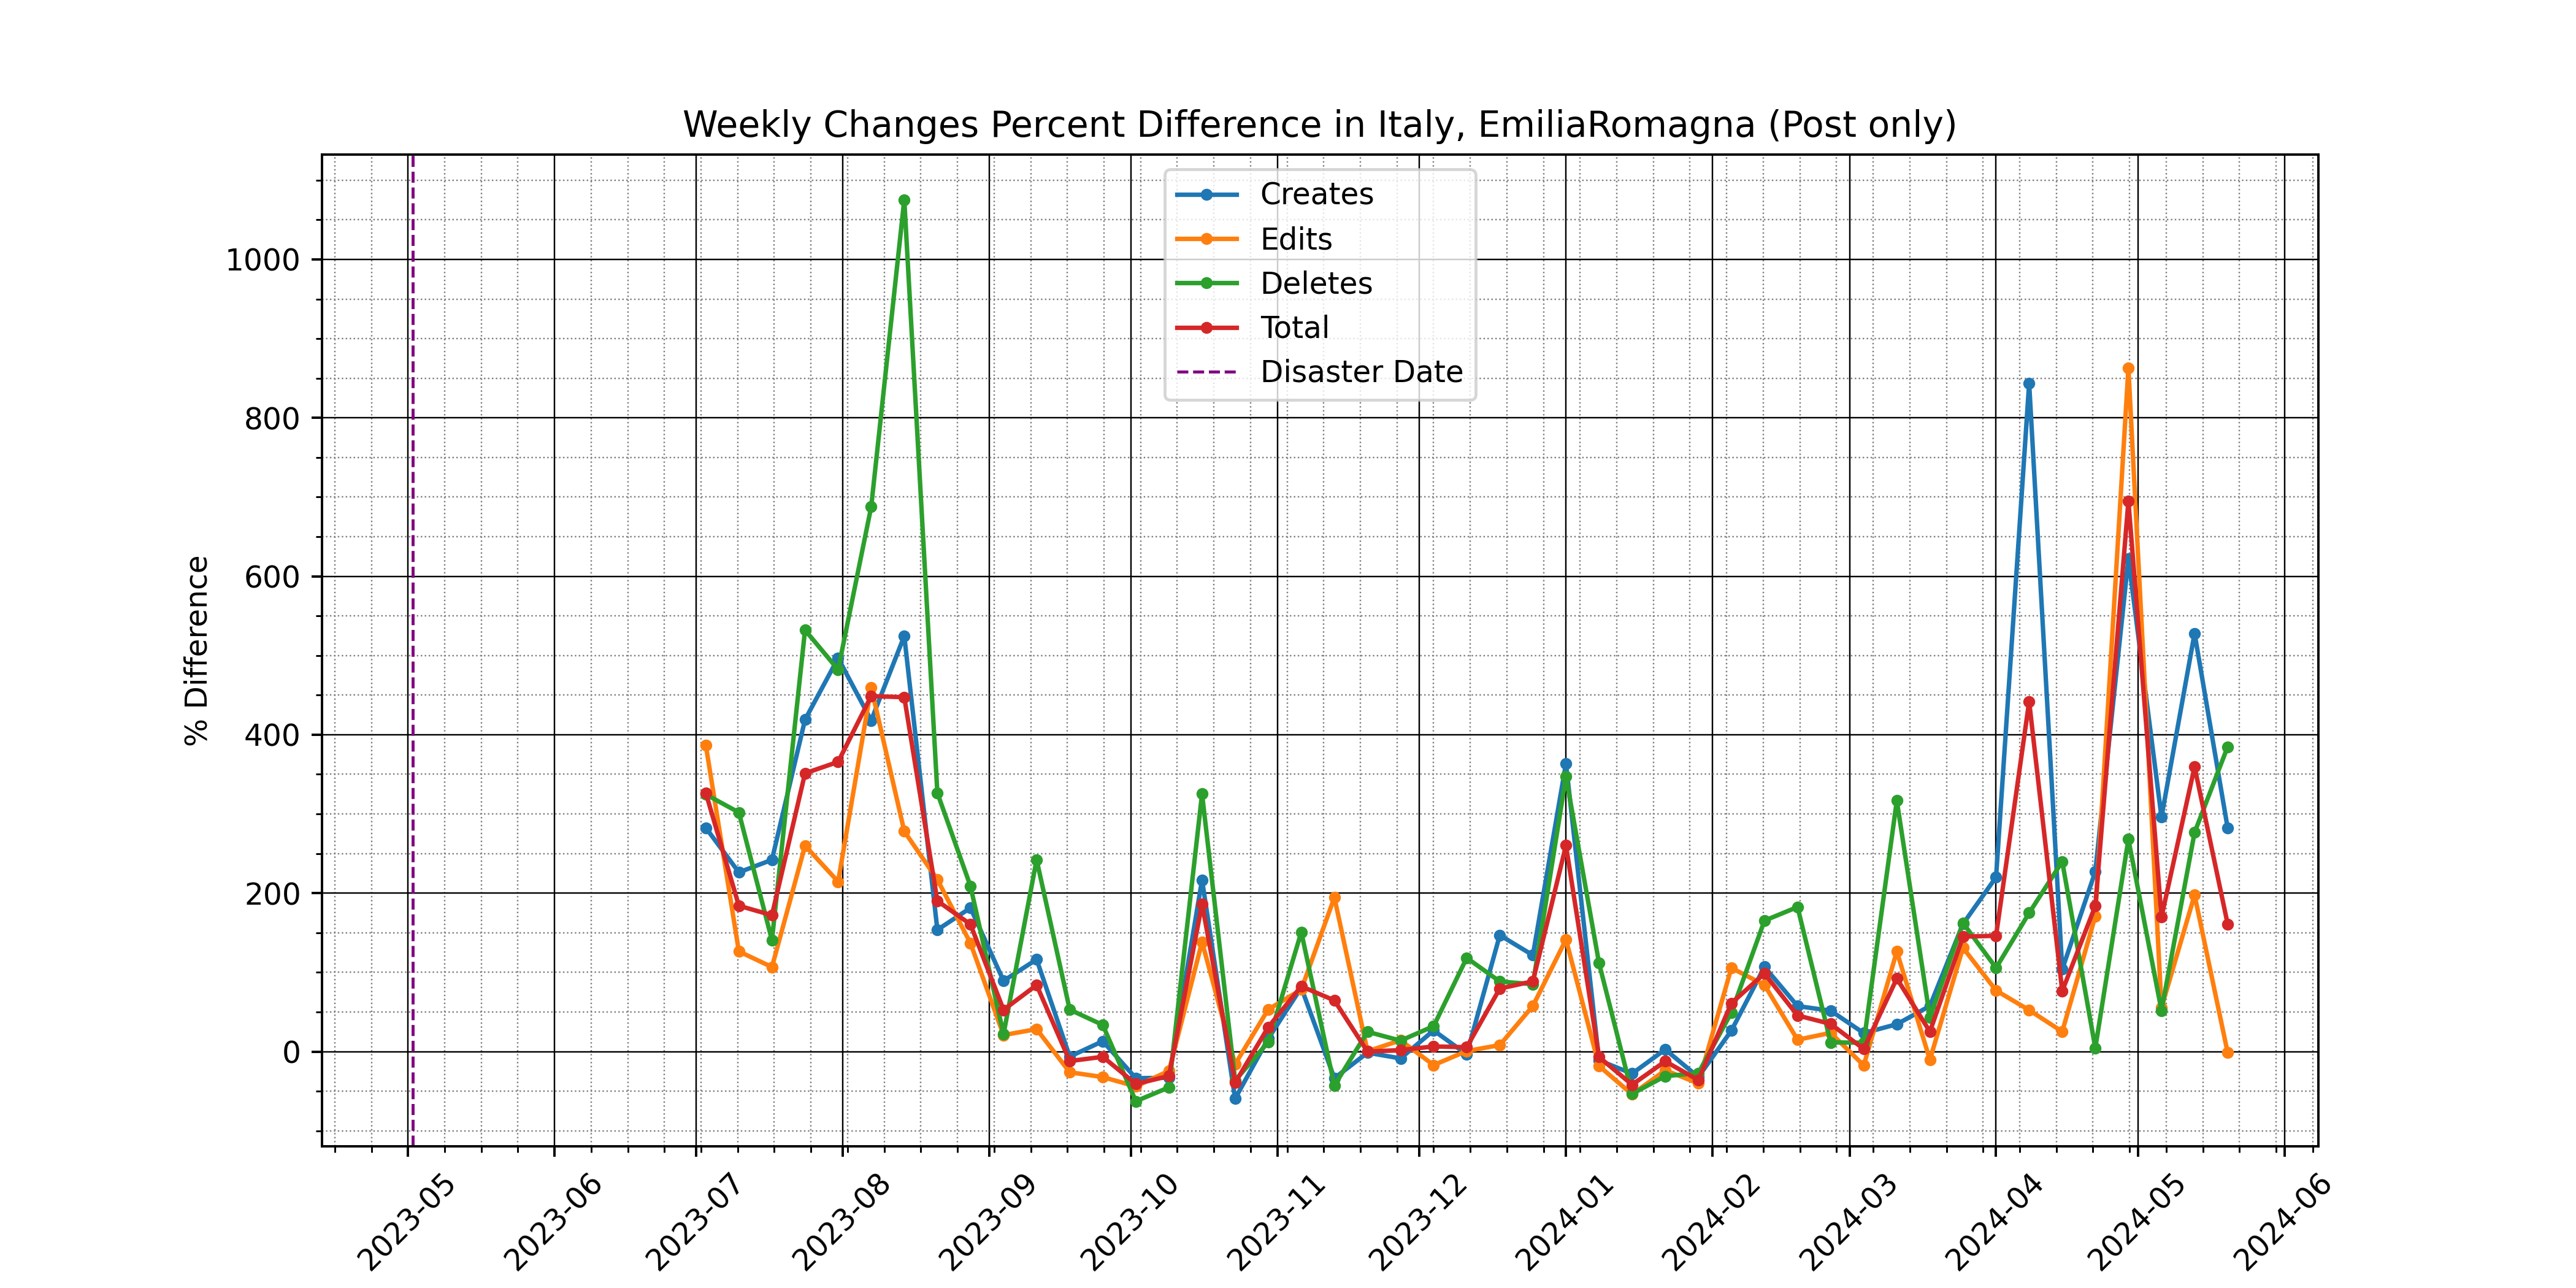 Weekly Changes Percent Difference in Italy, EmiliaRomagna (Post only)
% Difference
1000
800
600
400
200
0
Creates
Edits
Deletes
Total
Disaster Date
2023-05
2023-06
2023-07
2023-08
2023-09
2023-10
2023-11
2023-12
2024-01
2024-02
2024-03
2024-04
2024-05
2024-06